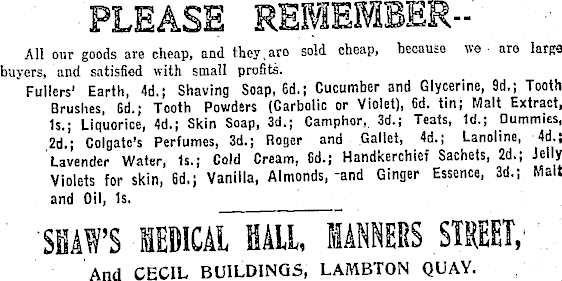 PLEASE REMEMBER--
All our goods are cheap, and they are sold cheap, because we are large
buyers, and satisfied with small profits.
Fullers' Earth, 4d.; Shaving Soap, 6d.; Cucumber and Glycerine, 9d.; Tooth
Brushes, 6d.; Tooth Powders (Carbolic or Violet), 6d. tin; Malt Extract,
1s.; Liquorice, 4d.; Skin Soap, 3d.; Camphor, 3d.; Teats, 1d.; Dummies,
2d.; Colgate's Perfumes, 3d.; Roger and Gallet, 4d.; Lanoline, 4d.;
Lavender Water, 1s.; Cold Cream, 6d.; Handkerchief Sachets, 2d.; Jelly
Violets for skin, 6d.; Vanilla, Almonds, and Ginger Essence, 3d.; Malt
and Oil, 1s.
SHAW'S MEDICAL HALL, MANNERS STREET,
And CECIL BUILDINGS, LAMBTON QUAY.